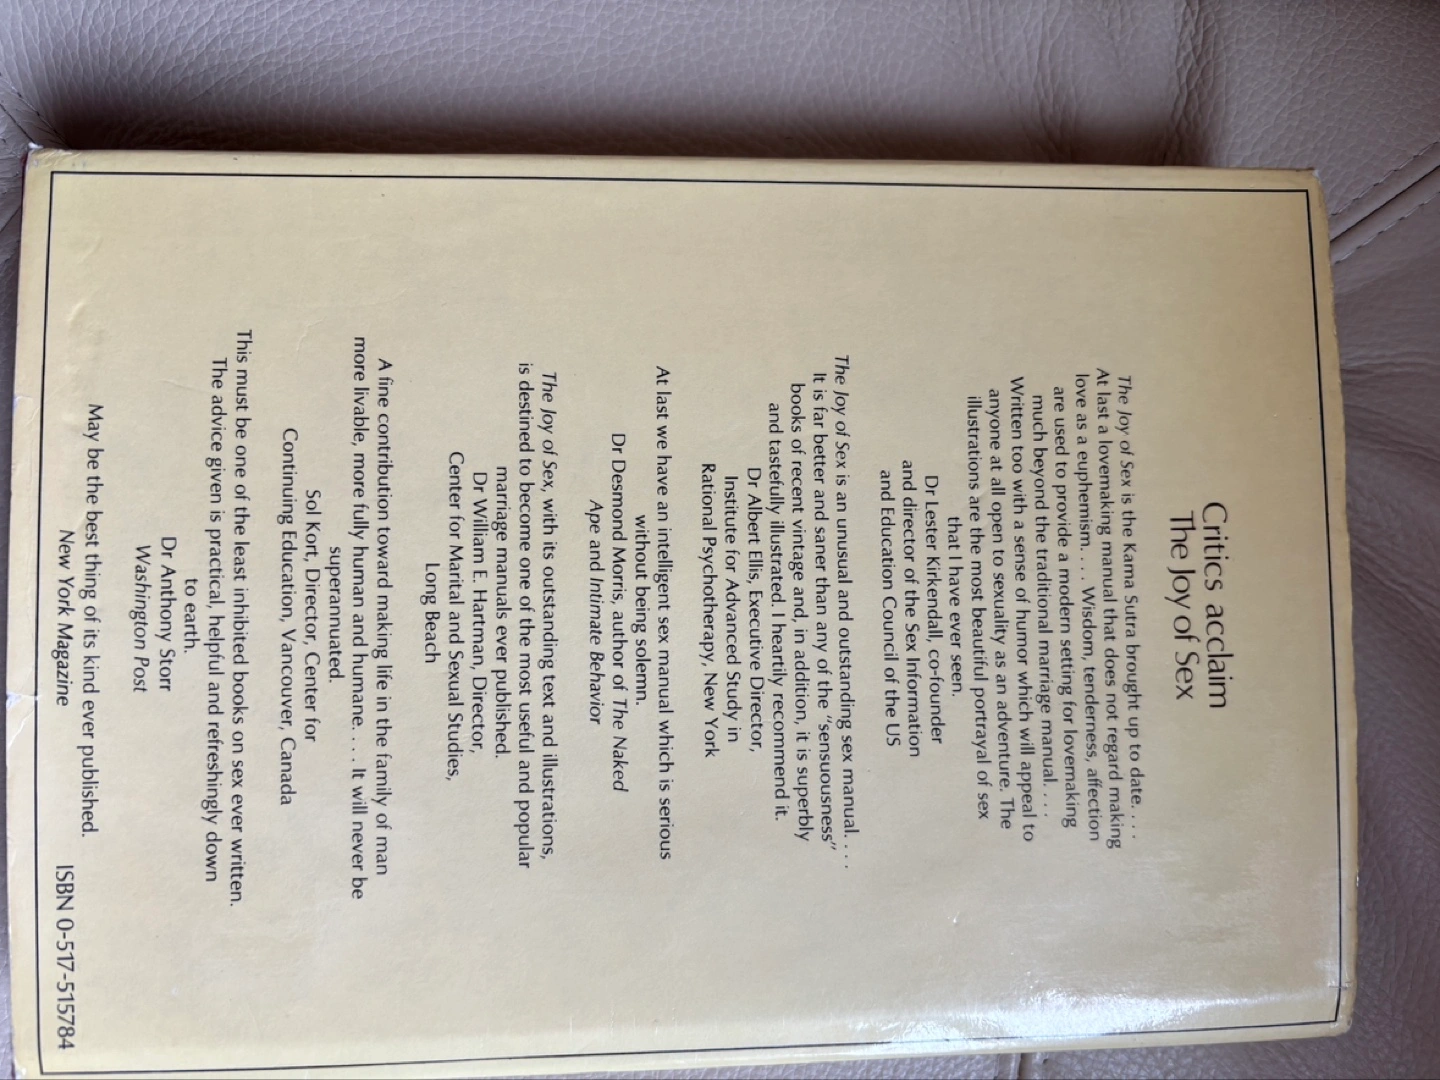 Critics acclaim
The Joy of Sex
The Joy of Sex is the Kama Sutra brought up to date. . . .
At last a lovemaking manual that does not regard making
love as a euphemism. . . . Wisdom, tenderness, affection
are used to provide a modern setting for lovemaking
much beyond the traditional marriage manual. . . .
Written too with a sense of humor which will appeal to
anyone at all open to sexuality as an adventure. The
illustrations are the most beautiful portrayal of sex
that I have ever seen.
Dr Lester Kirkendall, co-founder
and director of the Sex Information
and Education Council of the US
The Joy of Sex is an unusual and outstanding sex manual. . . .
It is far better and saner than any of the "sensuousness"
books of recent vintage and, in addition, it is superbly
and tastefully illustrated. I heartily recommend it.
Dr Albert Ellis, Executive Director,
Institute for Advanced Study in
Rational Psychotherapy, New York
At last we have an intelligent sex manual which is serious
without being solemn.
Dr Desmond Morris, author of The Naked
Ape and Intimate Behavior
The Joy of Sex, with its outstanding text and illustrations,
is destined to become one of the most useful and popular
marriage manuals ever published.
Dr William E. Hartman, Director,
Center for Marital and Sexual Studies,
Long Beach
A fine contribution toward making life in the family of man
more livable, more fully human and humane. . . . It will never be
superannuated.
Sol Kort, Director, Center for
Continuing Education, Vancouver, Canada
This must be one of the least inhibited books on sex ever written.
The advice given is practical, helpful and refreshingly down
to earth.
Dr Anthony Storr
Washington Post
May be the best thing of its kind ever published.
New York Magazine
ISBN 0-517-515784